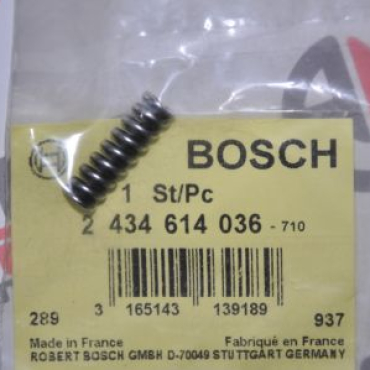 BOSCH
1 St/Pc
2 434 614 036 - 710
3 165143 139189
289 937
Made in France Fabriqué en France
ROBERT BOSCH GMBH D-70049 STUTTGART GERMANY